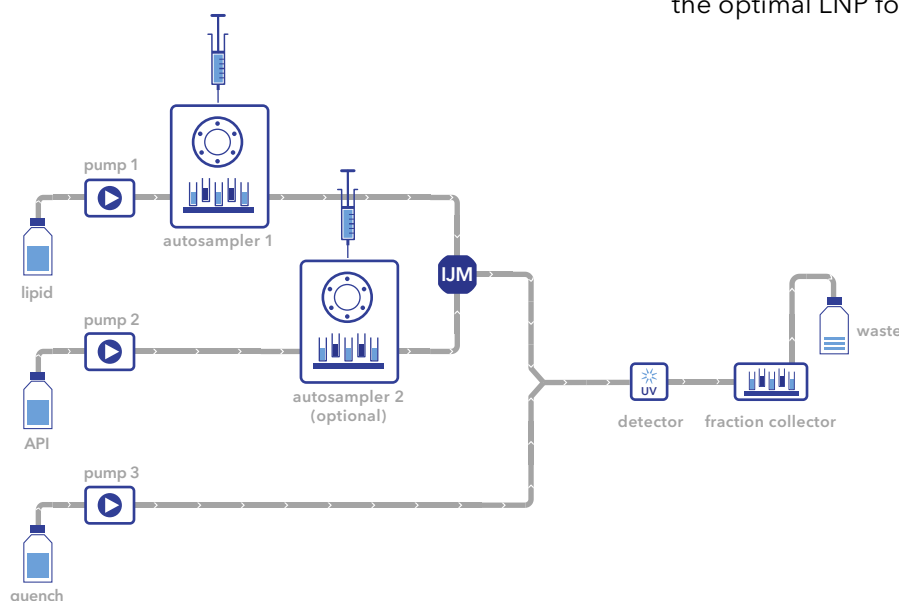 the optimal LNP fo
pump 1
autosampler 1
lipid
IJM
pump 2
waste
autosampler 2
(optional)
UV
detector
fraction collector
API
pump 3
quench